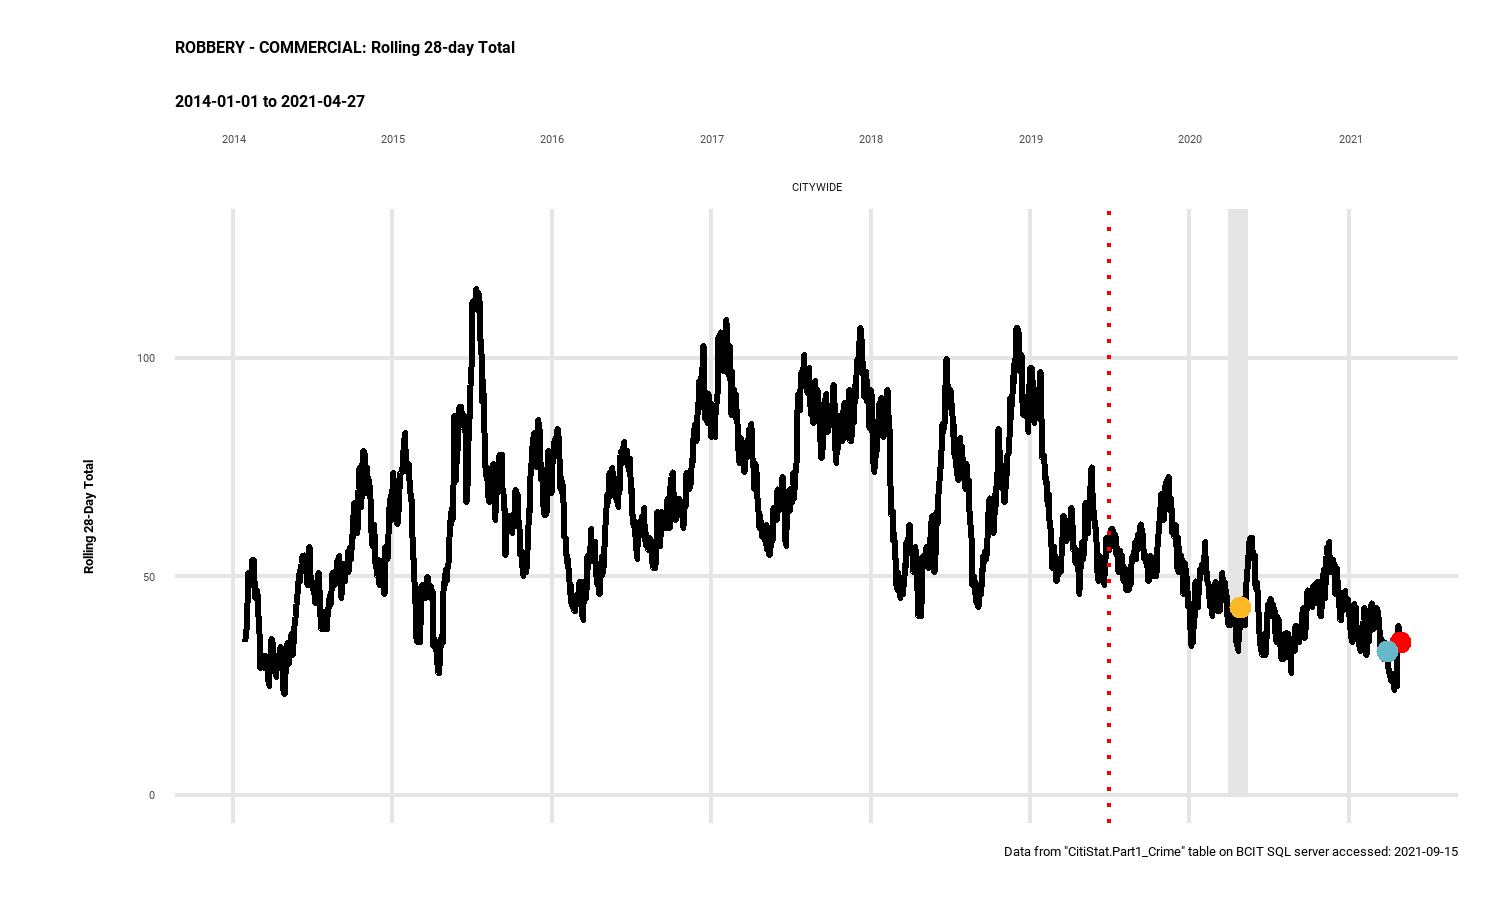 ROBBERY - COMMERCIAL: Rolling 28-day Total
2014-01-01 to 2021-04-27
2014 2015 2016 2017 2018 2019 2020 2021
CITYWIDE
100
50
0
Rolling 28-Day Total
Data from "CitiStat.Part1_Crime" table on BCIT SQL server accessed: 2021-09-15